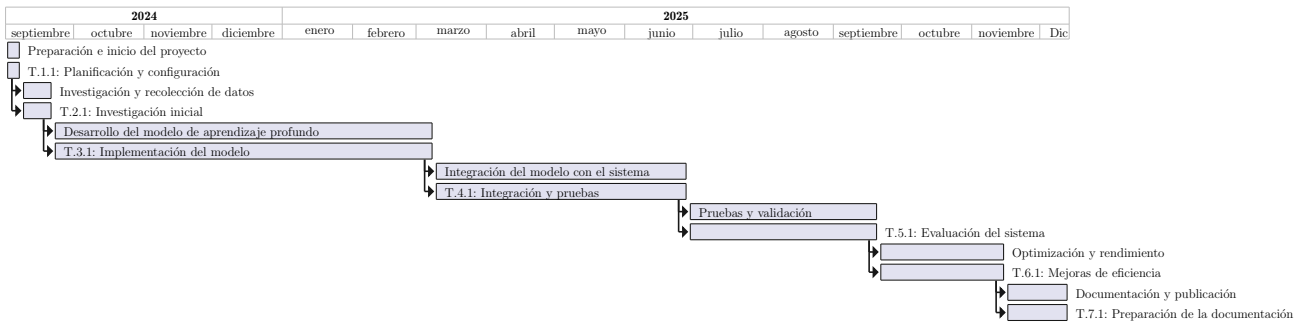 2024 2025
septiembre octubre noviembre diciembre enero febrero marzo abril mayo junio julio agosto septiembre octubre noviembre Dic
Preparación e inicio del proyecto
T.1.1: Planificación y configuración
Investigación y recolección de datos
T.2.1: Investigación inicial
Desarrollo del modelo de aprendizaje profundo
T.3.1: Implementación del modelo
Integración del modelo con el sistema
T.4.1: Integración y pruebas
Pruebas y validación
T.5.1: Evaluación del sistema
Optimización y rendimiento
T.6.1: Mejoras de eficiencia
Documentación y publicación
T.7.1: Preparación de la documentación